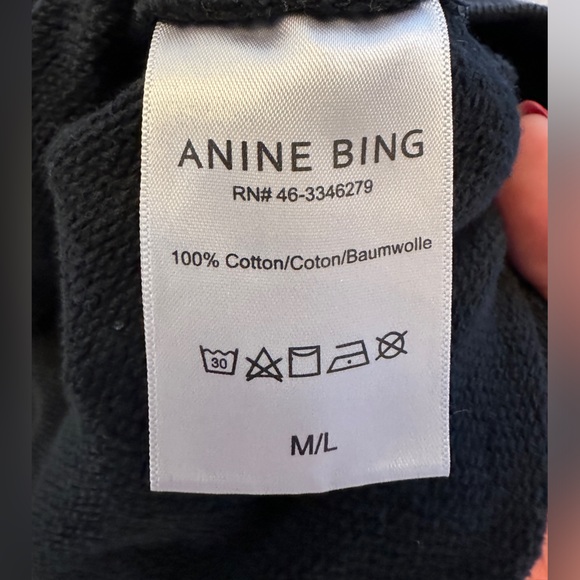 ANINE BING
RN# 46-3346279
100% Cotton/Coton/Baumwolle
30
M/L